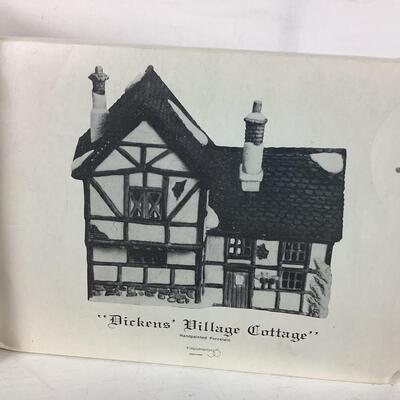 "Dickens' Village Cottage"
Handpainted Porcelain